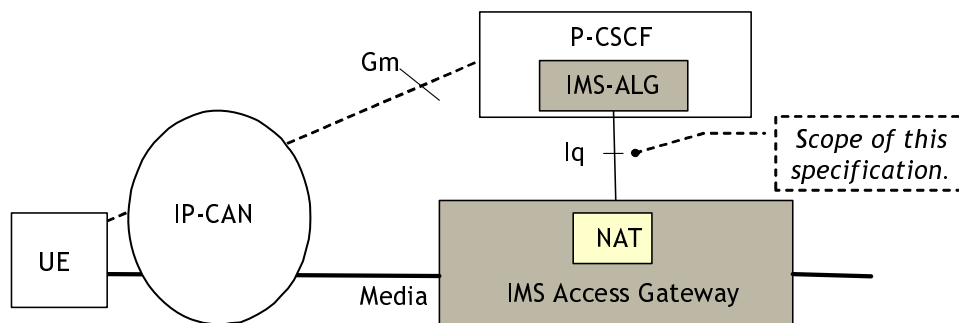 P-CSCF
Gm
IMS-ALG
Iq
Scope of this
specification.
IP-CAN
UE
NAT
Media
IMS Access Gateway